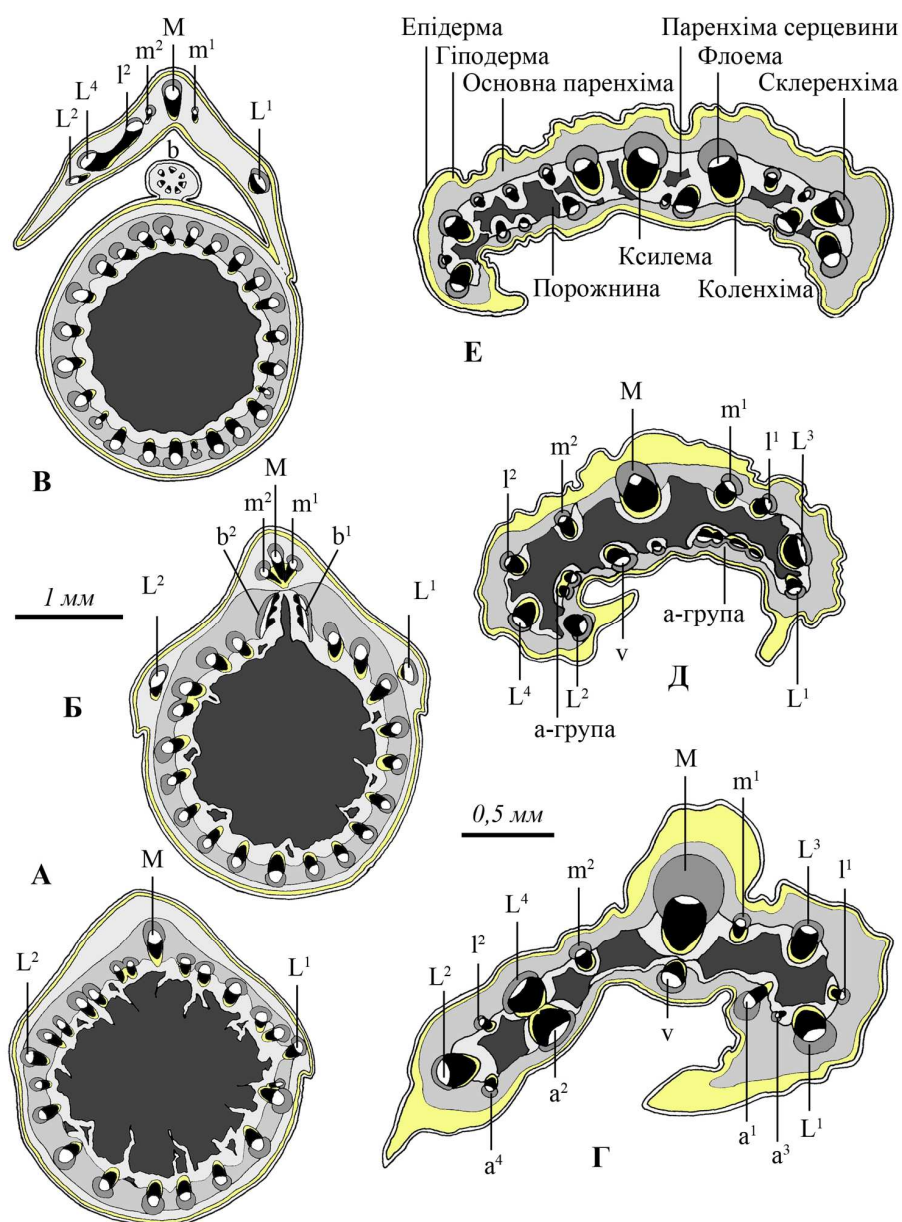 M
m² m¹
l²
L⁴
L²
L¹
b
В
Епідерма
Гіподерма
Основна паренхіма
Паренхіма серцевини
Флоема
Склеренхіма
Ксилема
Порожнина
Коленхіма
Е
M
m² m¹
b² b¹
L² L¹
1 мм
Б
M
m² m¹
l² l¹ L³
а-група
v
L⁴ L² L¹
а-група
Д
А
M
L² L¹
0,5 мм
M
m¹
m² L³
L⁴ l¹
l²
L²
v
a²
a⁴
a¹ a³ L¹
Г